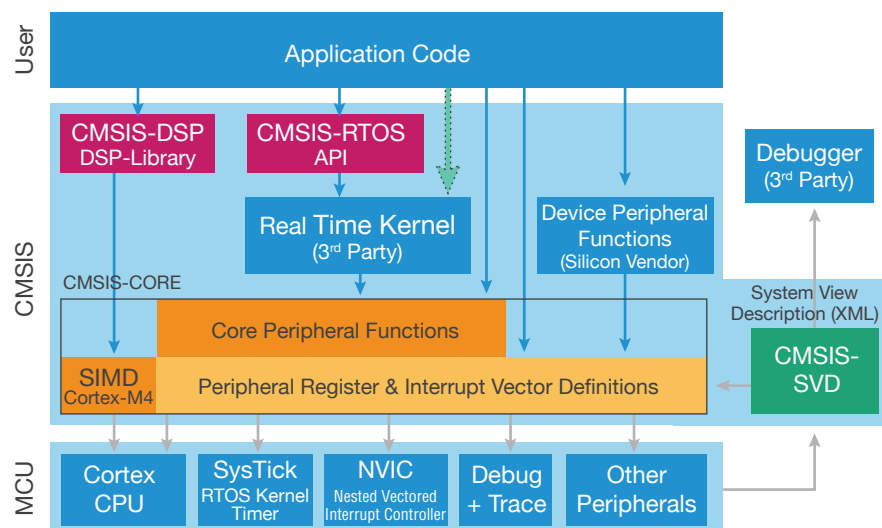 User
Application Code
CMSIS
CMSIS-DSP
DSP-Library
CMSIS-RTOS
API
Real Time Kernel
(3rd Party)
Device Peripheral
Functions
(Silicon Vendor)
Debugger
(3rd Party)
CMSIS-CORE
Core Peripheral Functions
SIMD
Cortex-M4
Peripheral Register & Interrupt Vector Definitions
System View
Description (XML)
CMSIS-
SVD
MCU
Cortex
CPU
SysTick
RTOS Kernel
Timer
NVIC
Nested Vectored
Interrupt Controller
Debug
+ Trace
Other
Peripherals